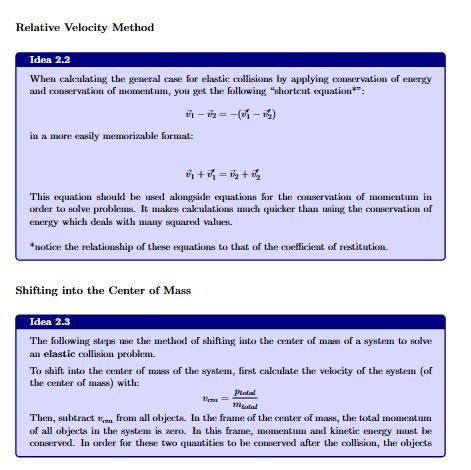 Relative Velocity Method
Idea 2.2
When calculating the general case for elastic collisions by applying conservation of energy
and conservation of momentum, you get the following “shortcut equation*”:
v⃗₁ − v⃗₂ = −(v⃗₁′ − v⃗₂′)
in a more easily memorizable format:
v⃗₁ + v⃗₁′ = v⃗₂ + v⃗₂′
This equation should be used alongside equations for the conservation of momentum in
order to solve problems. It makes calculations much quicker than using the conservation of
energy which deals with many squared values.
*notice the relationship of these equations to that of the coefficient of restitution.
Shifting into the Center of Mass
Idea 2.3
The following steps use the method of shifting into the center of mass of a system to solve
an elastic collision problem.
To shift into the center of mass of the system, first calculate the velocity of the system (of
the center of mass) with:
v_cm = p_total / m_total
Then, subtract v_cm from all objects. In the frame of the center of mass, the total momentum
of all objects in the system is zero. In this frame, momentum and kinetic energy must be
conserved. In order for these two quantities to be conserved after the collision, the objects